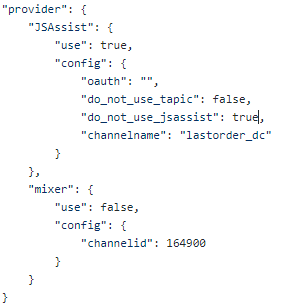 "provider": {
"JSAssist": {
"use": true,
"config": {
"oauth": "",
"do_not_use_tapic": false,
"do_not_use_jsassist": true,
"channelname": "lastorder_dc"
}
},
"mixer": {
"use": false,
"config": {
"channelid": 164900
}
}
}